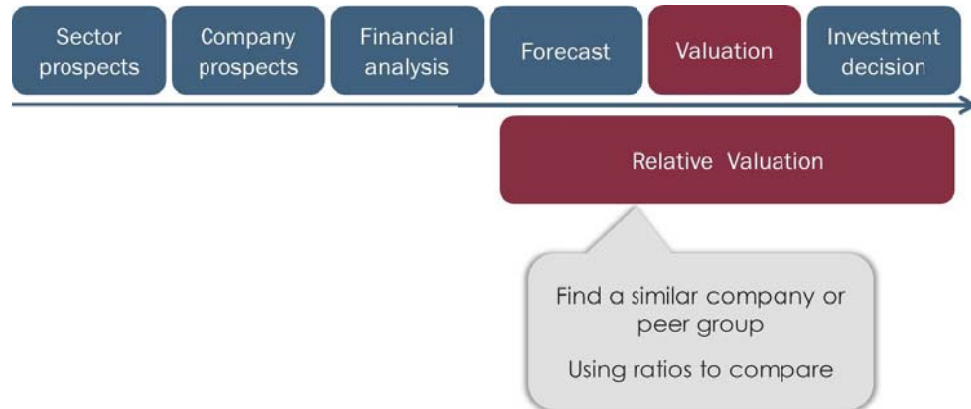 Sector
prospects
Company
prospects
Financial
analysis
Forecast
Valuation
Investment
decision
Relative Valuation
Find a similar company or
peer group
Using ratios to compare